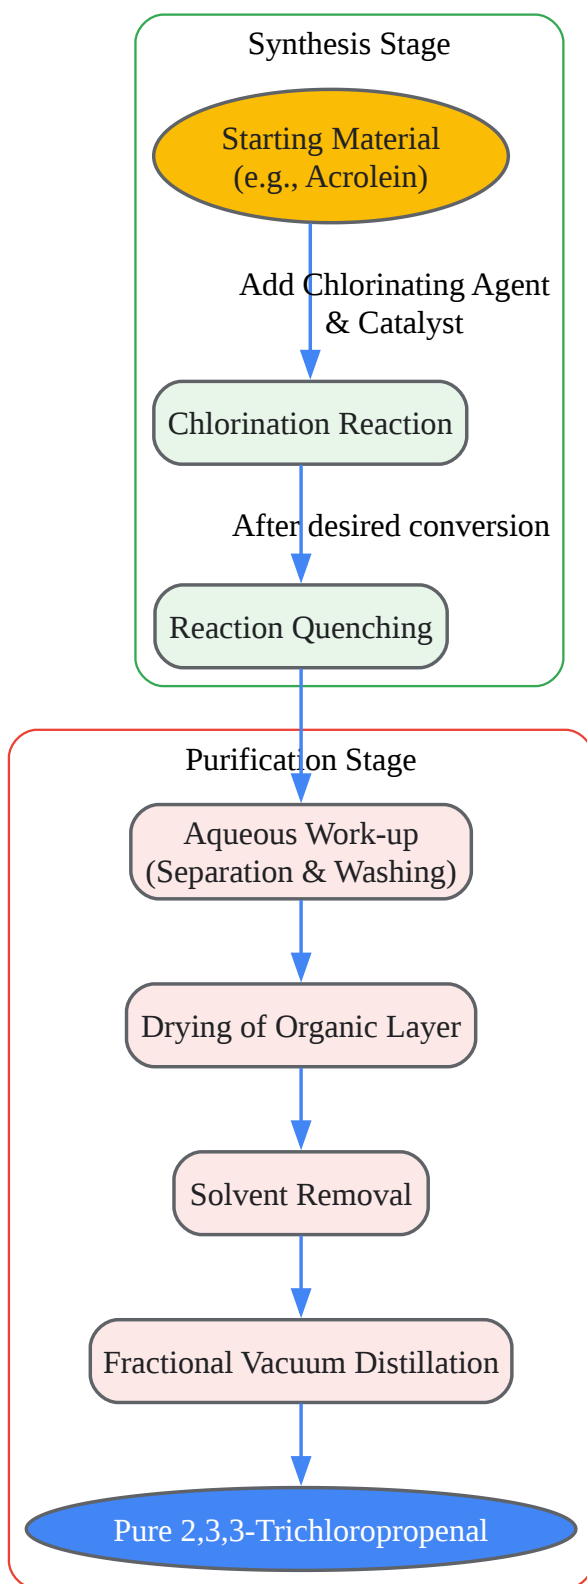 Synthesis Stage
Starting Material
(e.g., Acrolein)
Add Chlorinating Agent
& Catalyst
Chlorination Reaction
After desired conversion
Reaction Quenching
Purification Stage
Aqueous Work-up
(Separation & Washing)
Drying of Organic Layer
Solvent Removal
Fractional Vacuum Distillation
Pure 2,3,3-Trichloropropenal